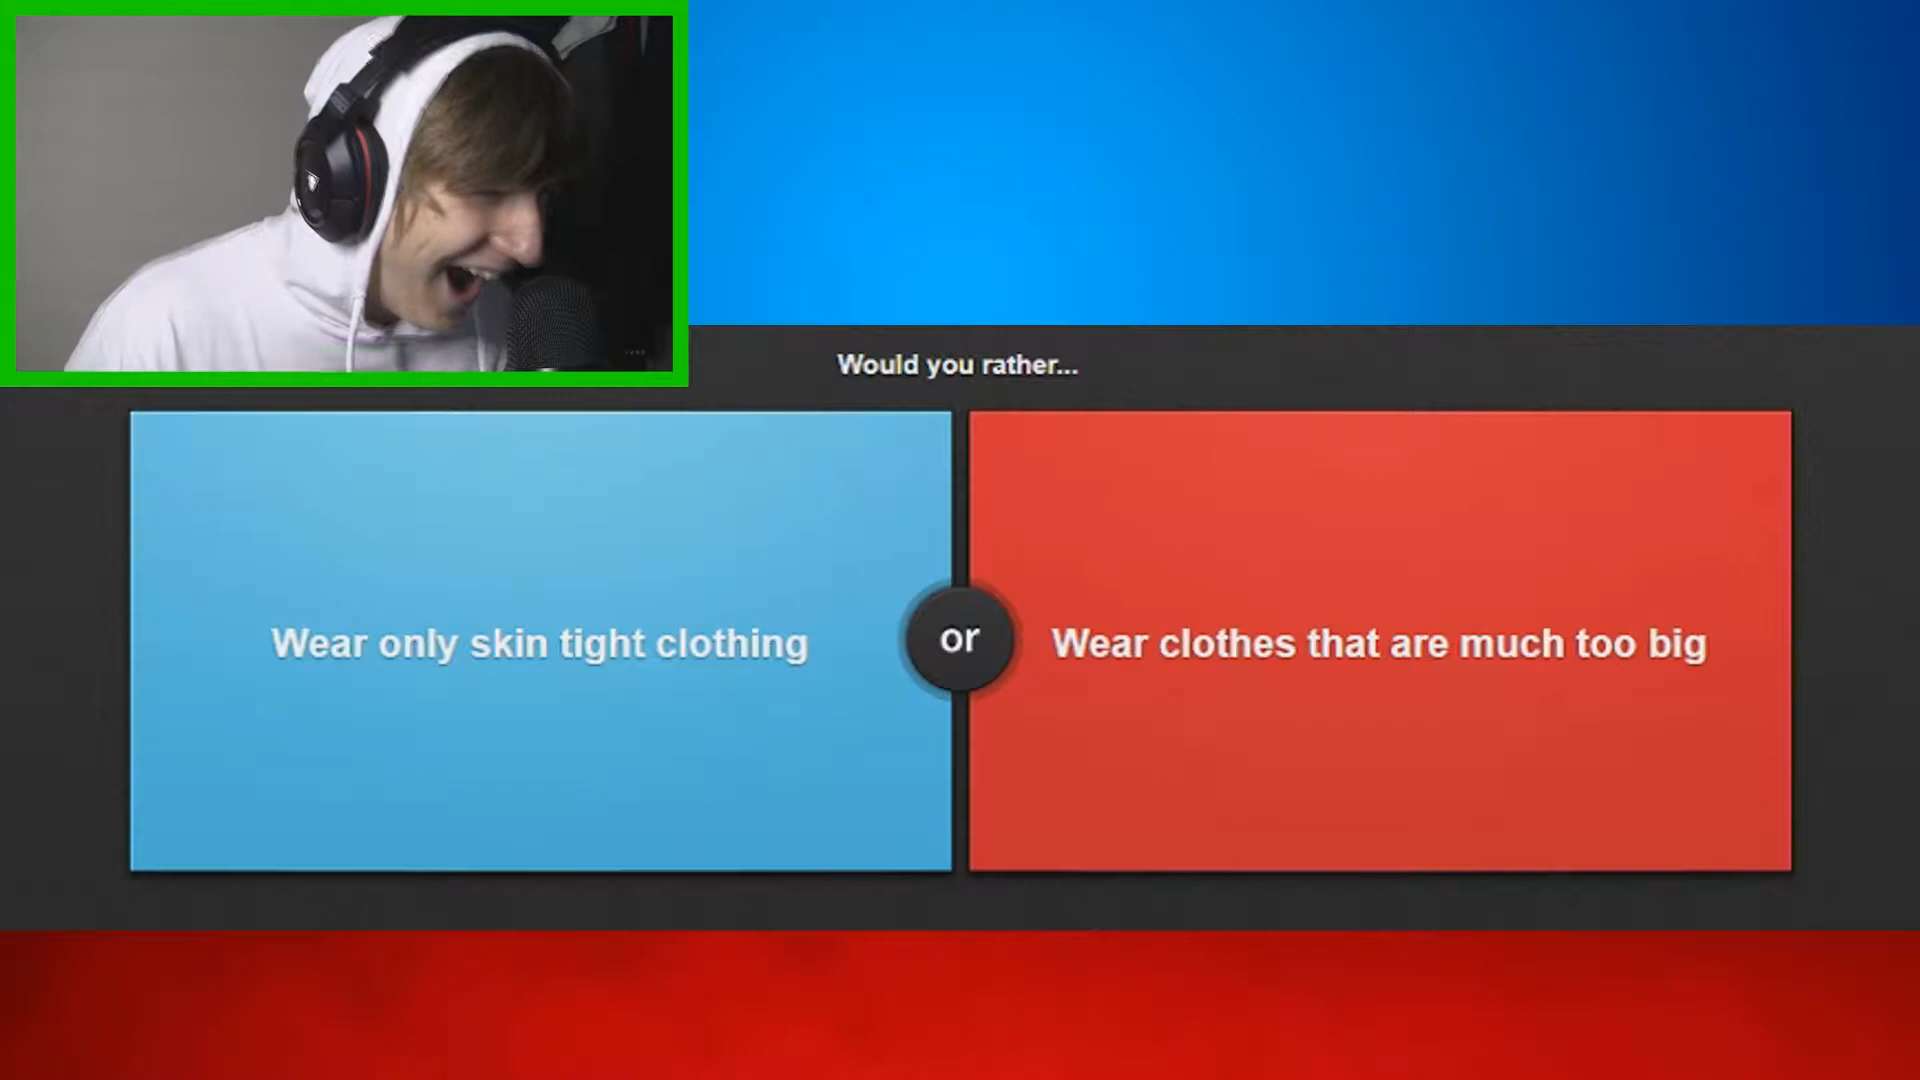 Would you rather...
Wear only skin tight clothing
or
Wear clothes that are much too big